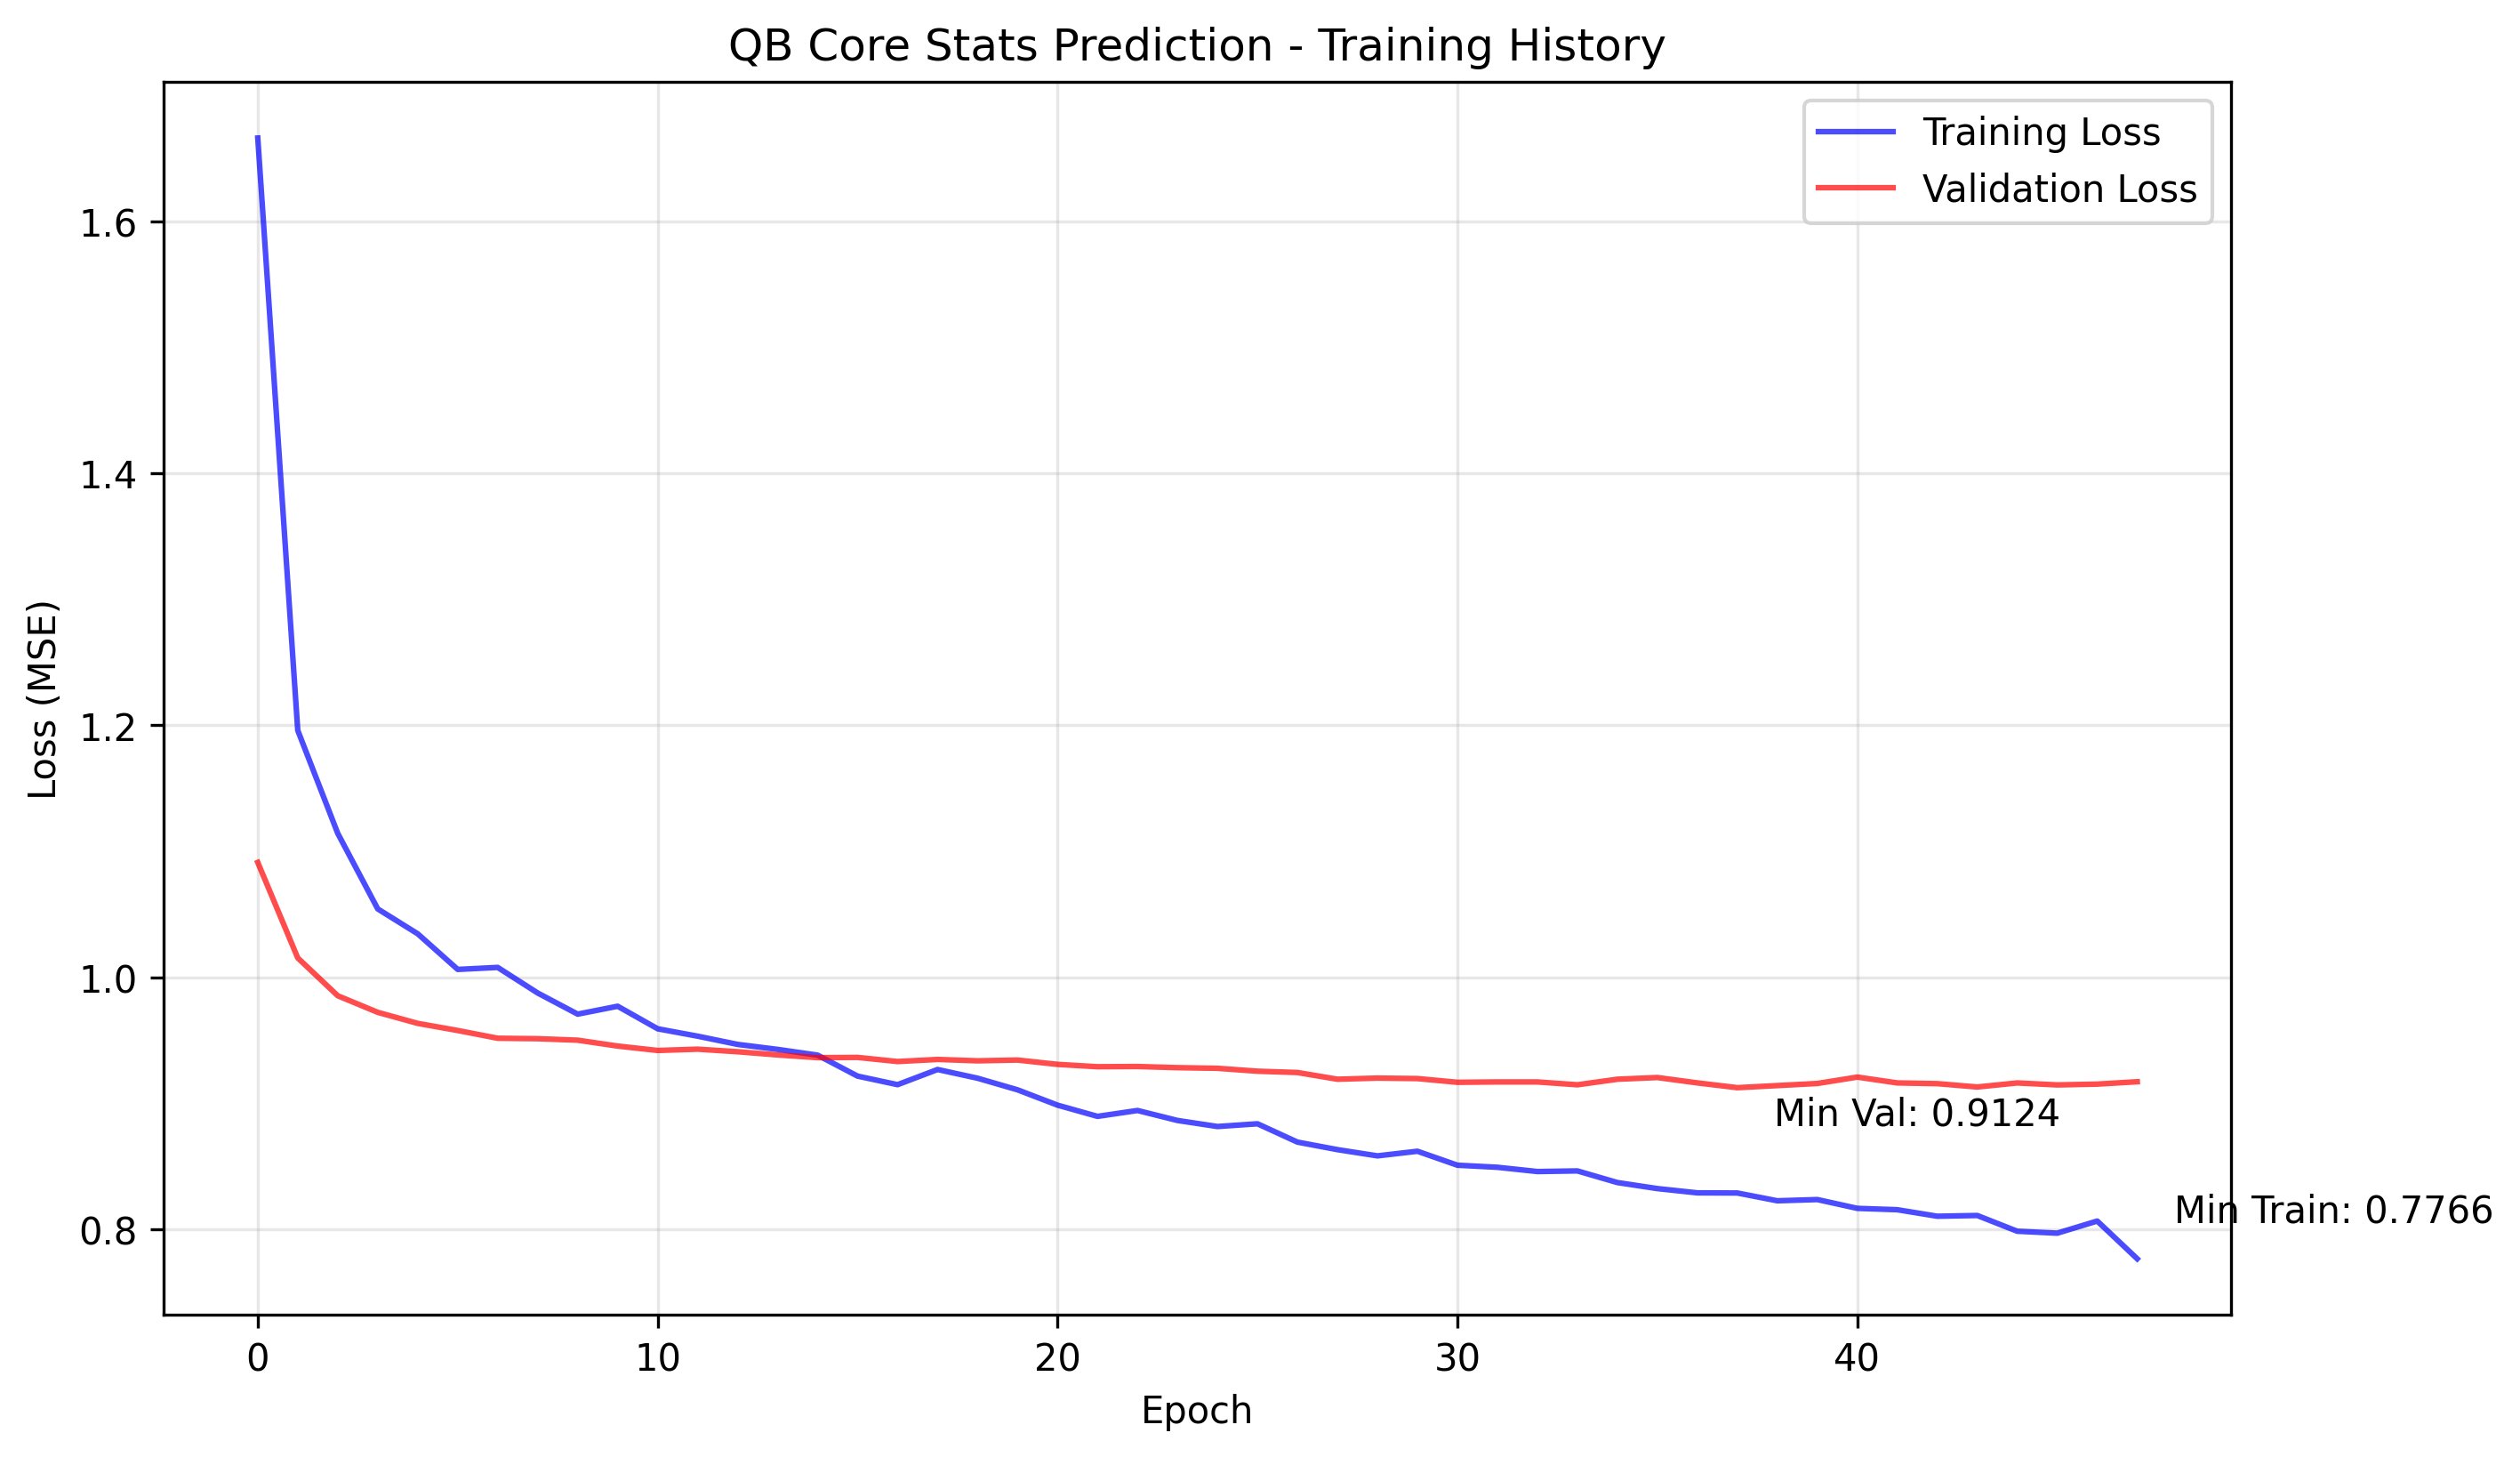 QB Core Stats Prediction - Training History
Training Loss
Validation Loss
Loss (MSE)
1.6
1.4
1.2
1.0
0.8
Min Val: 0.9124
Min Train: 0.7766
0
10
20
30
40
Epoch